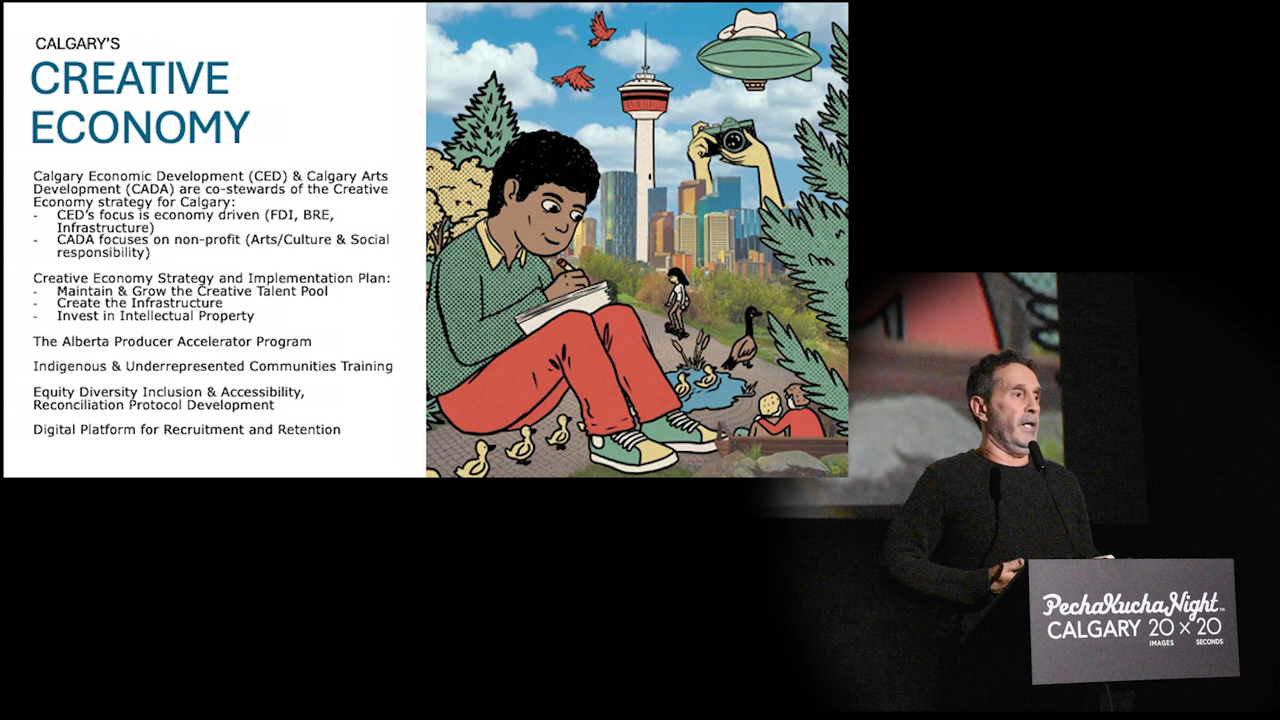 CALGARY'S
CREATIVE
ECONOMY
Calgary Economic Development (CED) & Calgary Arts
Development (CADA) are co-stewards of the Creative
Economy strategy for Calgary:
- CED's focus is economy driven (FDI, BRE,
Infrastructure)
- CADA focuses on non-profit (Arts/Culture & Social
responsibility)
Creative Economy Strategy and Implementation Plan:
- Maintain & Grow the Creative Talent Pool
- Create the Infrastructure
- Invest in Intellectual Property
The Alberta Producer Accelerator Program
Indigenous & Underrepresented Communities Training
Equity Diversity Inclusion & Accessibility,
Reconciliation Protocol Development
Digital Platform for Recruitment and Retention
PechaKucha Night™
CALGARY 20 x 20
IMAGES SECONDS